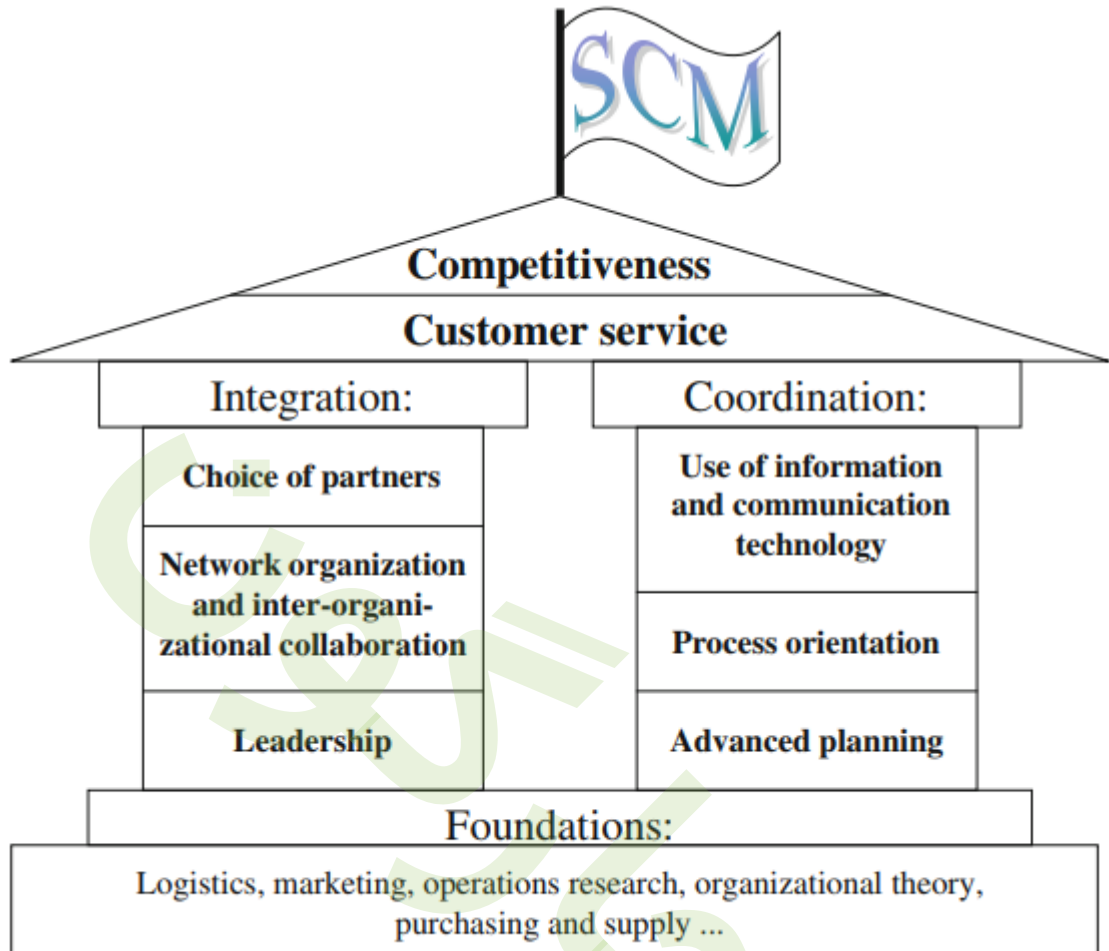 SCM
Competitiveness
Customer service
Integration:
Choice of partners
Network organization
and inter-organi-
zational collaboration
Leadership
Coordination:
Use of information
and communication
technology
Process orientation
Advanced planning
Foundations:
Logistics, marketing, operations research, organizational theory,
purchasing and supply ...